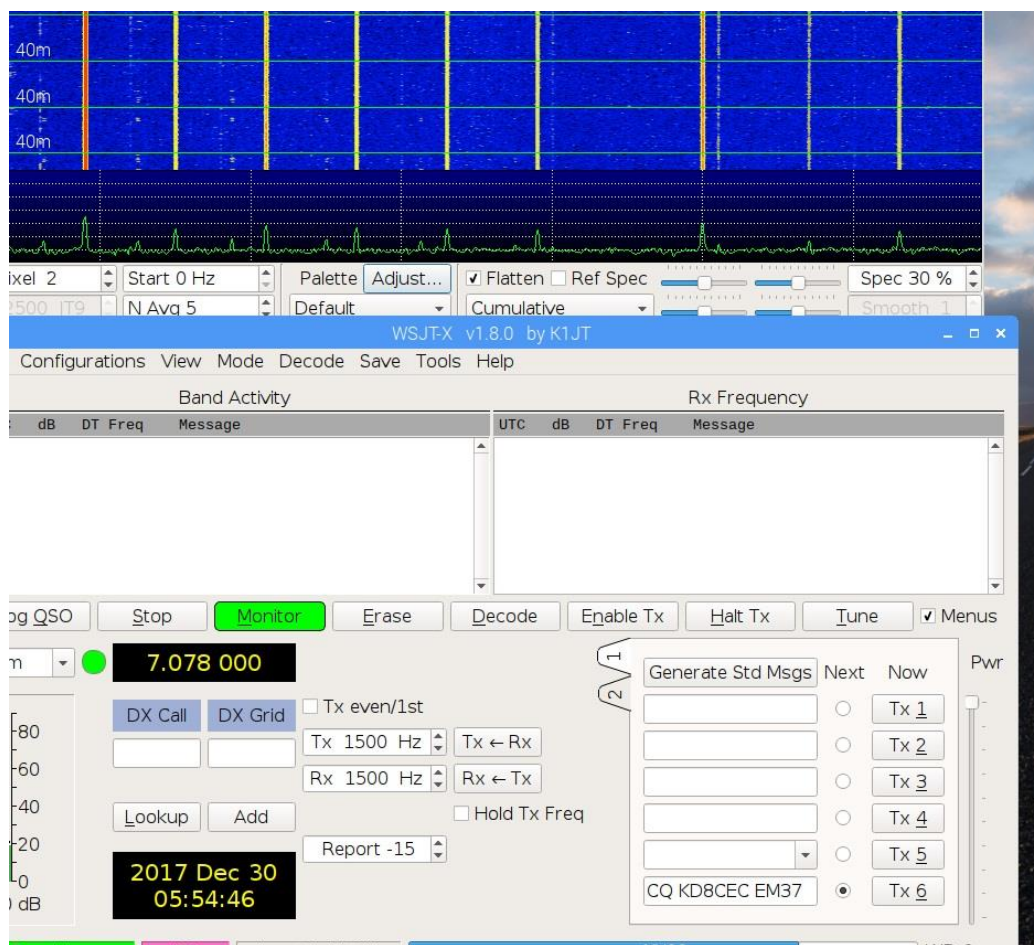 40m
40m
40m
ixel 2 Start 0 Hz Palette Adjust... Flatten Ref Spec Spec 30 %
2500 JT9 N Avg 5 Default Cumulative Smooth 1
WSJT-X v1.8.0 by K1JT
Configurations View Mode Decode Save Tools Help
Band Activity Rx Frequency
dB DT Freq Message UTC dB DT Freq Message
og QSO Stop Monitor Erase Decode Enable Tx Halt Tx Tune Menus
m 7.078 000 1 Generate Std Msgs Next Now Pwr
2
DX Call DX Grid Tx even/1st Tx 1
-80
Tx 1500 Hz Tx ← Rx Tx 2
-60 Rx 1500 Hz Rx ← Tx Tx 3
-40 Lookup Add Hold Tx Freq Tx 4
-20 Report -15 Tx 5
2017 Dec 30
-0 05:54:46 CQ KD8CEC EM37 Tx 6
dB